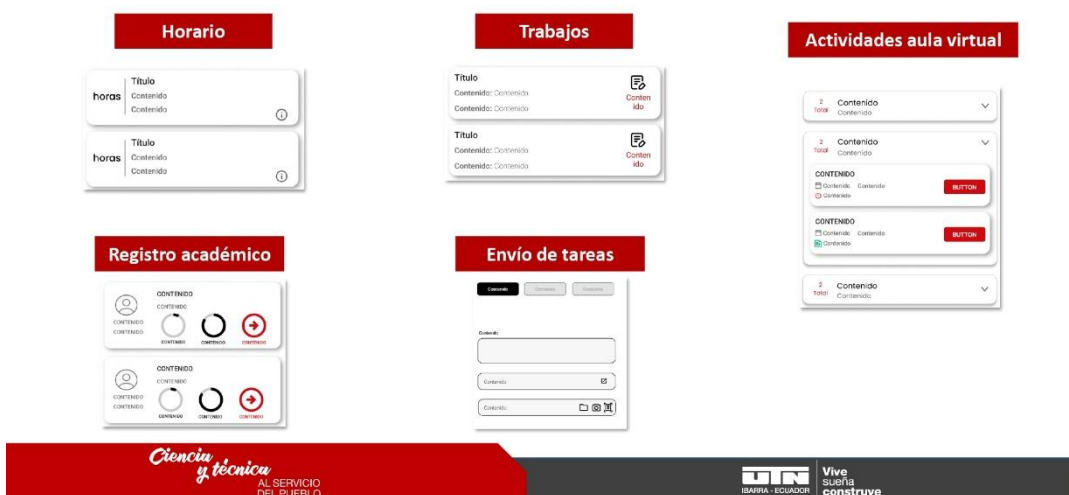 Horario
Título
horas
Contenido
Contenido
Título
horas
Contenido
Contenido
Trabajos
Título
Contenido: Contenido
Contenido: Contenido
Conten
ido
Título
Contenido: Contenido
Contenido: Contenido
Conten
ido
Actividades aula virtual
2 Contenido
Total Contenido
2 Contenido
Total Contenido
CONTENIDO
Contenido Contenido
Contenido
BUTTON
CONTENIDO
Contenido Contenido
Contenido
BUTTON
Contenido
Total Contenido
Registro académico
CONTENIDO
CONTENIDO
CONTENIDO
CONTENIDO
CONTENIDO CONTENIDO CONTENIDO
CONTENIDO
CONTENIDO
CONTENIDO
CONTENIDO
CONTENIDO CONTENIDO CONTENIDO
Envío de tareas
Contenido Contenido Contenido
Contenido
Contenido
Contenido
Ciencia
y técnica
AL SERVICIO
DEL PUEBLO
UTN
IBARRA - ECUADOR
Vive
sueña
construye